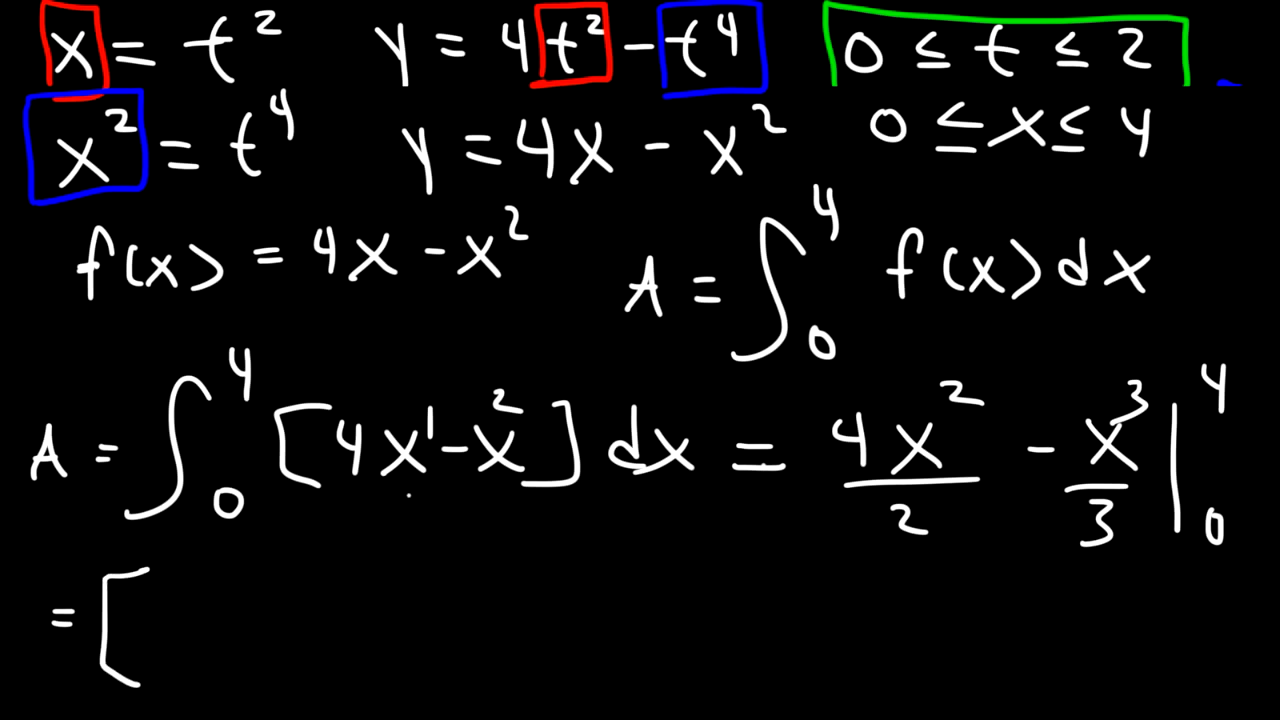 x = t² y = 4t² - t⁴ 0 ≤ t ≤ 2
x² = t⁴ y = 4x - x² 0 ≤ x ≤ 4
f(x) = 4x - x² A = ∫₀⁴ f(x) dx
A = ∫₀⁴ [4x¹ - x²] dx = 4x²/2 - x³/3 |₀⁴
= [